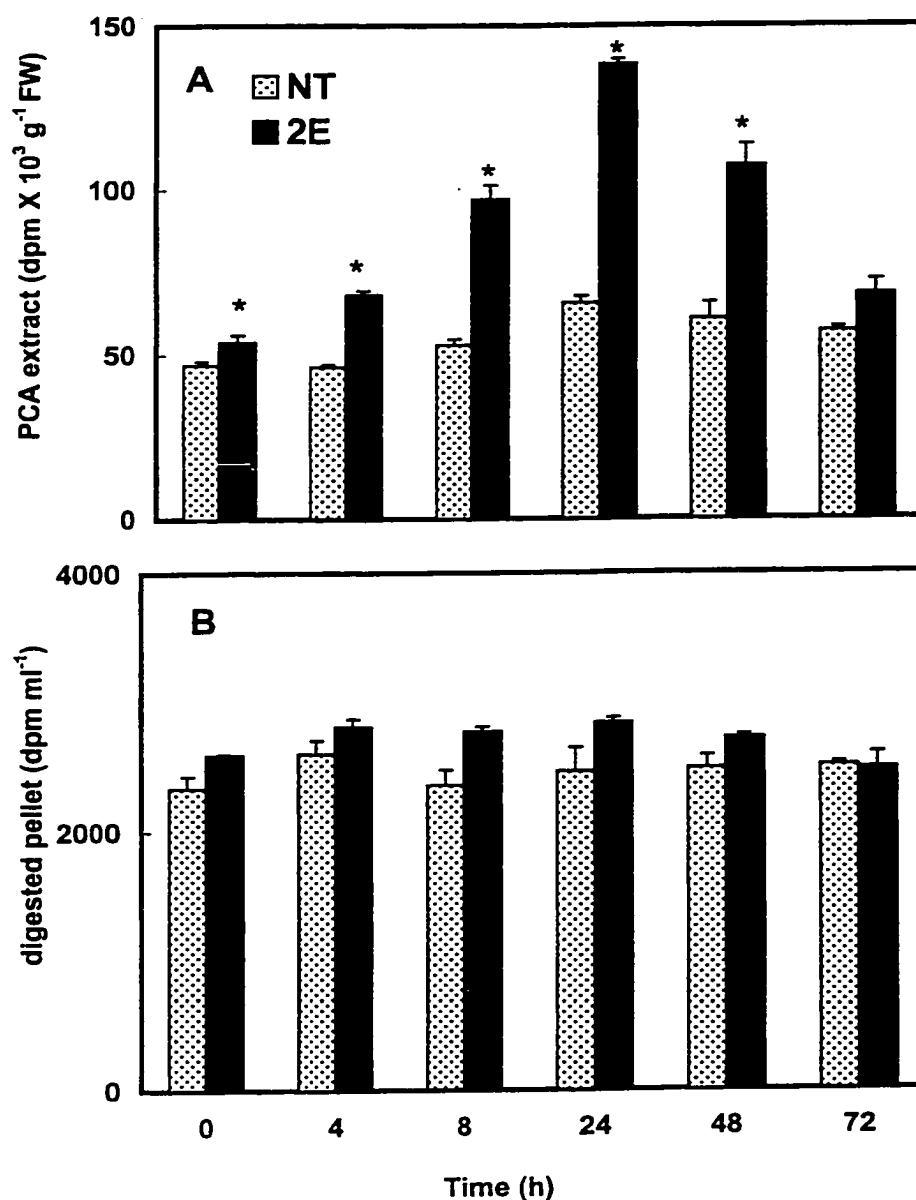 150
A
NT
2E
*
*
*
*
*
100
50
0
PCA extract (dpm X 10³ g⁻¹ FW)
4000
B
2000
0
digested pellet (dpm ml⁻¹)
0 4 8 24 48 72
Time (h)